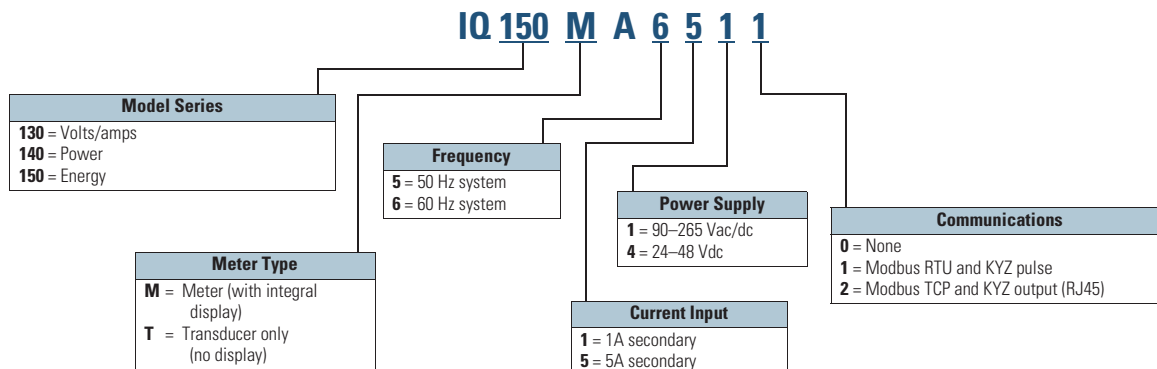 IQ 150 M A 6 5 1 1
Model Series
130 = Volts/amps
140 = Power
150 = Energy
Frequency
5 = 50 Hz system
6 = 60 Hz system
Power Supply
1 = 90–265 Vac/dc
4 = 24–48 Vdc
Communications
0 = None
1 = Modbus RTU and KYZ pulse
2 = Modbus TCP and KYZ output (RJ45)
Meter Type
M = Meter (with integral
display)
T = Transducer only
(no display)
Current Input
1 = 1A secondary
5 = 5A secondary